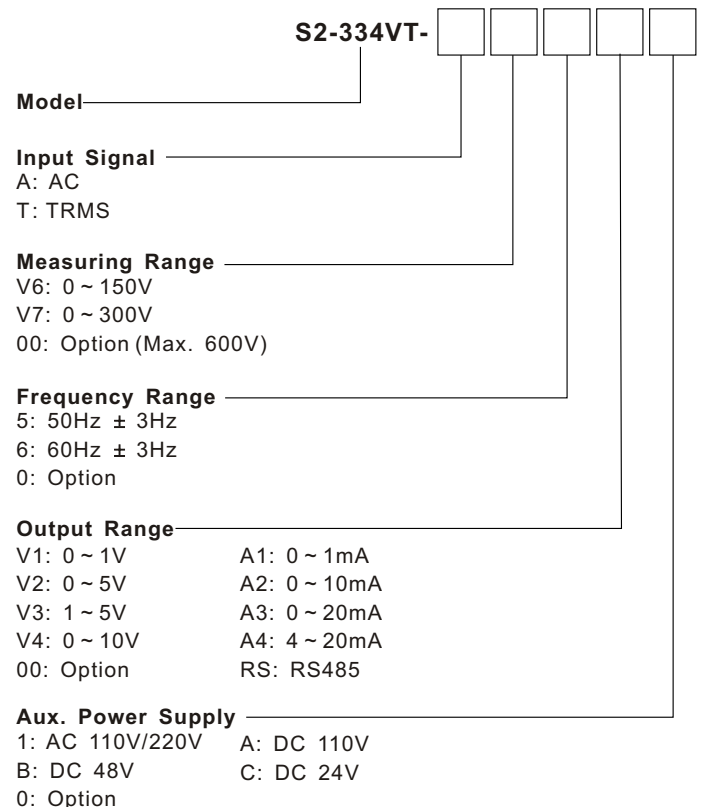 S2-334VT-
Model
Input Signal
A: AC
T: TRMS
Measuring Range
V6: 0 ~ 150V
V7: 0 ~ 300V
00: Option (Max. 600V)
Frequency Range
5: 50Hz ± 3Hz
6: 60Hz ± 3Hz
0: Option
Output Range
V1: 0 ~ 1V A1: 0 ~ 1mA
V2: 0 ~ 5V A2: 0 ~ 10mA
V3: 1 ~ 5V A3: 0 ~ 20mA
V4: 0 ~ 10V A4: 4 ~ 20mA
00: Option RS: RS485
Aux. Power Supply
1: AC 110V/220V A: DC 110V
B: DC 48V C: DC 24V
0: Option